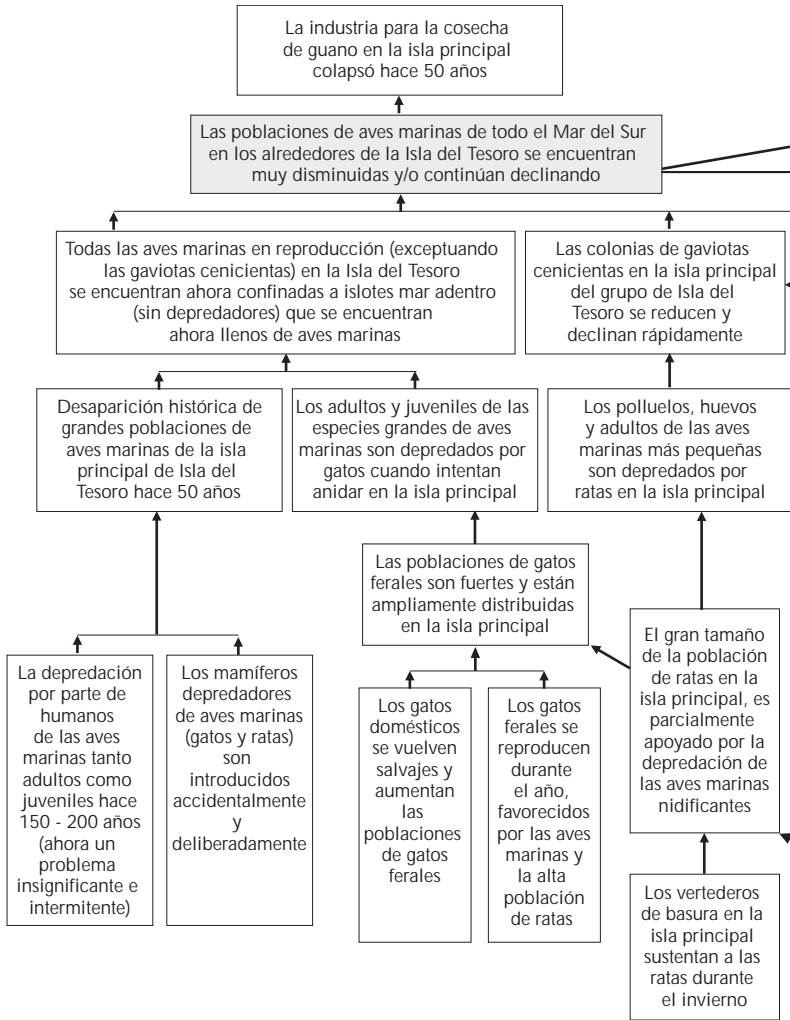 La industria para la cosecha
de guano en la isla principal
colapsó hace 50 años
Las poblaciones de aves marinas de todo el Mar del Sur
en los alrededores de la Isla del Tesoro se encuentran
muy disminuidas y/o continúan declinando
Todas las aves marinas en reproducción (exceptuando
las gaviotas cenicientas) en la Isla del Tesoro
se encuentran ahora confinadas a islotes mar adentro
(sin depredadores) que se encuentran
ahora llenos de aves marinas
Las colonias de gaviotas
cenicientas en la isla principal
del grupo de Isla del
Tesoro se reducen y
declinan rápidamente
Desaparición histórica de
grandes poblaciones de
aves marinas de la isla
principal de Isla del
Tesoro hace 50 años
Los adultos y juveniles de las
especies grandes de aves
marinas son depredados por
gatos cuando intentan
anidar en la isla principal
Los polluelos, huevos
y adultos de las aves
marinas más pequeñas
son depredados por
ratas en la isla principal
Las poblaciones de gatos
ferales son fuertes y están
ampliamente distribuidas
en la isla principal
El gran tamaño
de la población
de ratas en la
isla principal, es
parcialmente
apoyado por la
depredación de
las aves marinas
nidificantes
La depredación
por parte de
humanos
de las aves
marinas tanto
adultos como
juveniles hace
150 - 200 años
(ahora un
problema
insignificante e
intermitente)
Los mamíferos
depredadores
de aves marinas
(gatos y ratas)
son
introducidos
accidentalmente
y
deliberadamente
Los gatos
domésticos
se vuelven
salvajes y
aumentan
las
poblaciones
de gatos
ferales
Los gatos
ferales se
reproducen
durante
el año,
favorecidos
por las aves
marinas y
la alta
población
de ratas
Los vertederos
de basura en la
isla principal
sustentan a las
ratas durante
el invierno